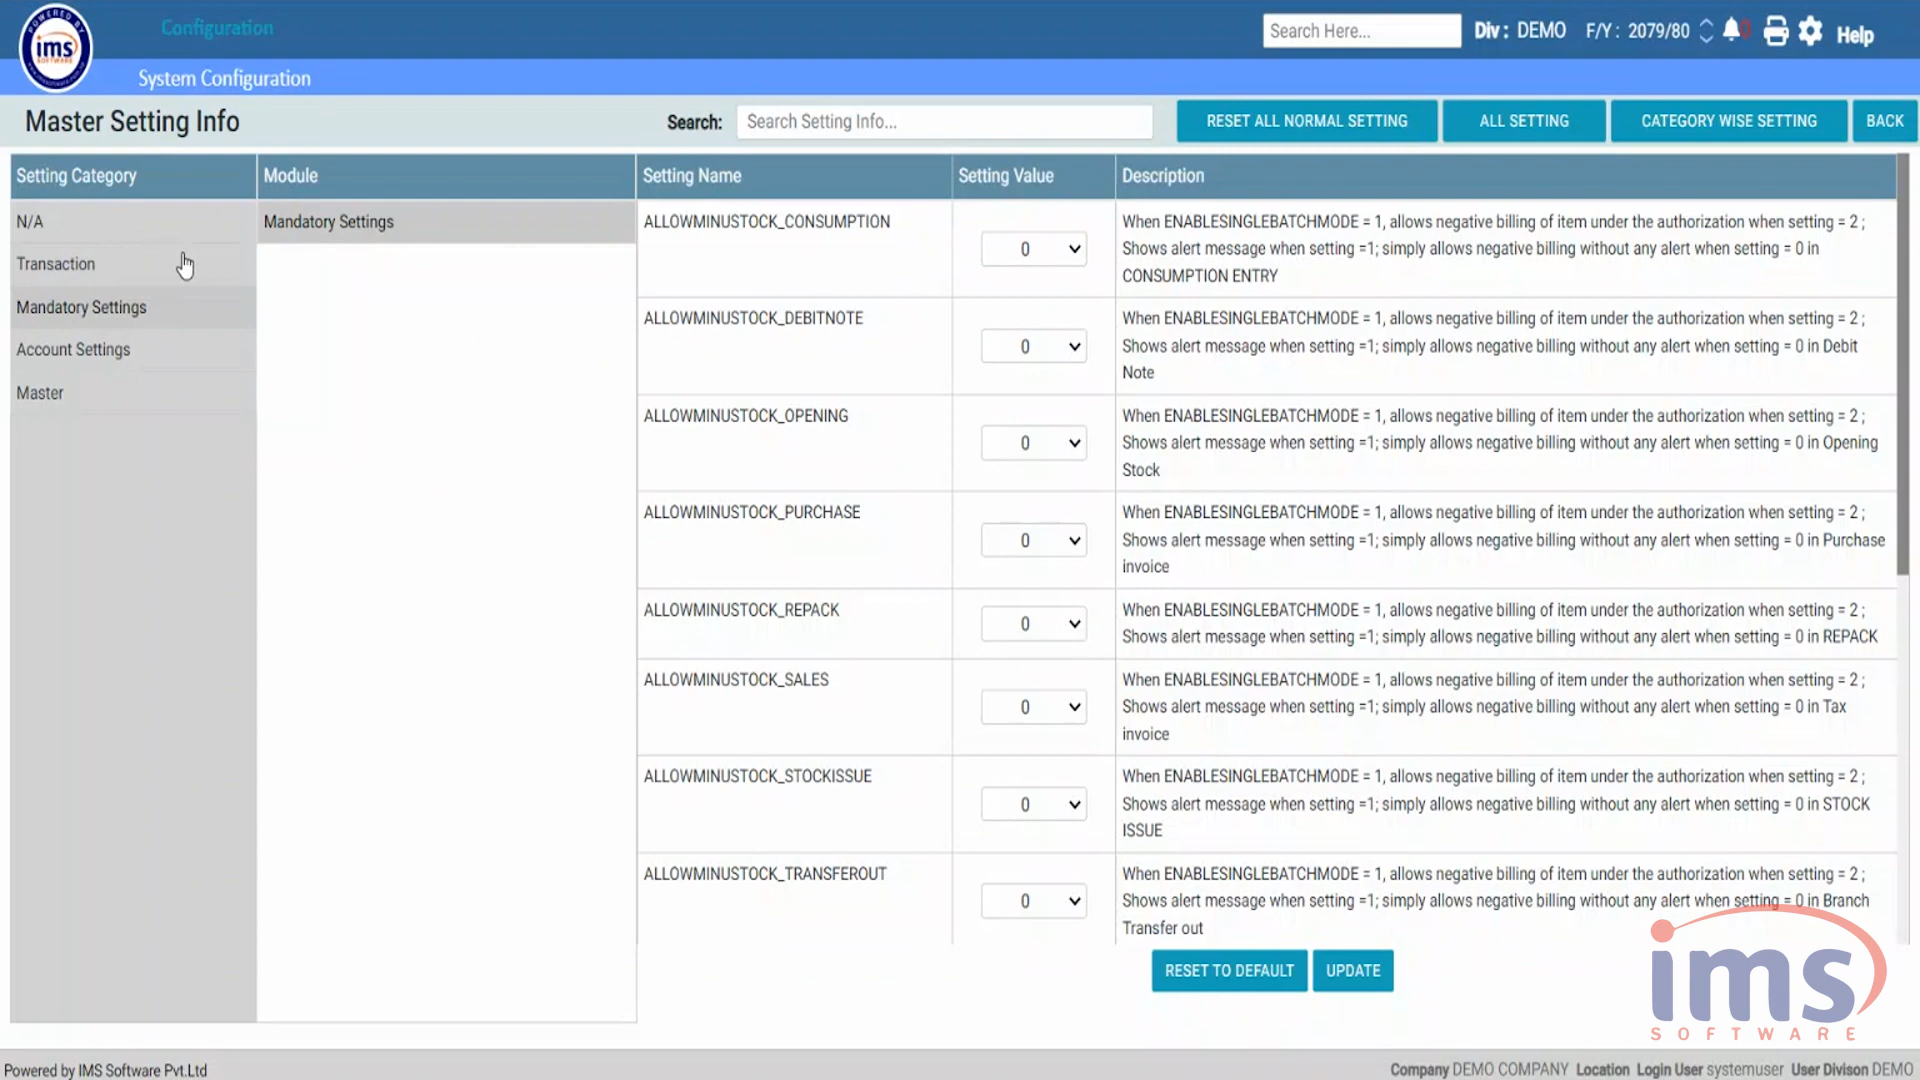 POWERED BY
ims
SOFTWARE
Configuration
Search Here...
Div : DEMO
F/Y : 2079/80
Help
System Configuration
Master Setting Info
Search:
Search Setting Info...
RESET ALL NORMAL SETTING
ALL SETTING
CATEGORY WISE SETTING
BACK
Setting Category
Module
Setting Name
Setting Value
Description
N/A
Transaction
Mandatory Settings
Account Settings
Master
Mandatory Settings
ALLOWMINUSTOCK_CONSUMPTION
0
When ENABLESINGLEBATCHMODE = 1, allows negative billing of item under the authorization when setting = 2 ;
Shows alert message when setting =1; simply allows negative billing without any alert when setting = 0 in
CONSUMPTION ENTRY
ALLOWMINUSTOCK_DEBITNOTE
0
When ENABLESINGLEBATCHMODE = 1, allows negative billing of item under the authorization when setting = 2 ;
Shows alert message when setting =1; simply allows negative billing without any alert when setting = 0 in Debit
Note
ALLOWMINUSTOCK_OPENING
0
When ENABLESINGLEBATCHMODE = 1, allows negative billing of item under the authorization when setting = 2 ;
Shows alert message when setting =1; simply allows negative billing without any alert when setting = 0 in Opening
Stock
ALLOWMINUSTOCK_PURCHASE
0
When ENABLESINGLEBATCHMODE = 1, allows negative billing of item under the authorization when setting = 2 ;
Shows alert message when setting =1; simply allows negative billing without any alert when setting = 0 in Purchase
invoice
ALLOWMINUSTOCK_REPACK
0
When ENABLESINGLEBATCHMODE = 1, allows negative billing of item under the authorization when setting = 2 ;
Shows alert message when setting =1; simply allows negative billing without any alert when setting = 0 in REPACK
ALLOWMINUSTOCK_SALES
0
When ENABLESINGLEBATCHMODE = 1, allows negative billing of item under the authorization when setting = 2 ;
Shows alert message when setting =1; simply allows negative billing without any alert when setting = 0 in Tax
invoice
ALLOWMINUSTOCK_STOCKISSUE
0
When ENABLESINGLEBATCHMODE = 1, allows negative billing of item under the authorization when setting = 2 ;
Shows alert message when setting =1; simply allows negative billing without any alert when setting = 0 in STOCK
ISSUE
ALLOWMINUSTOCK_TRANSFEROUT
0
When ENABLESINGLEBATCHMODE = 1, allows negative billing of item under the authorization when setting = 2 ;
Shows alert message when setting =1; simply allows negative billing without any alert when setting = 0 in Branch
Transfer out
RESET TO DEFAULT
UPDATE
ims
SOFTWARE
Powered by IMS Software Pvt.Ltd
Company DEMO COMPANY Location Login User systemuser User Divison DEMO